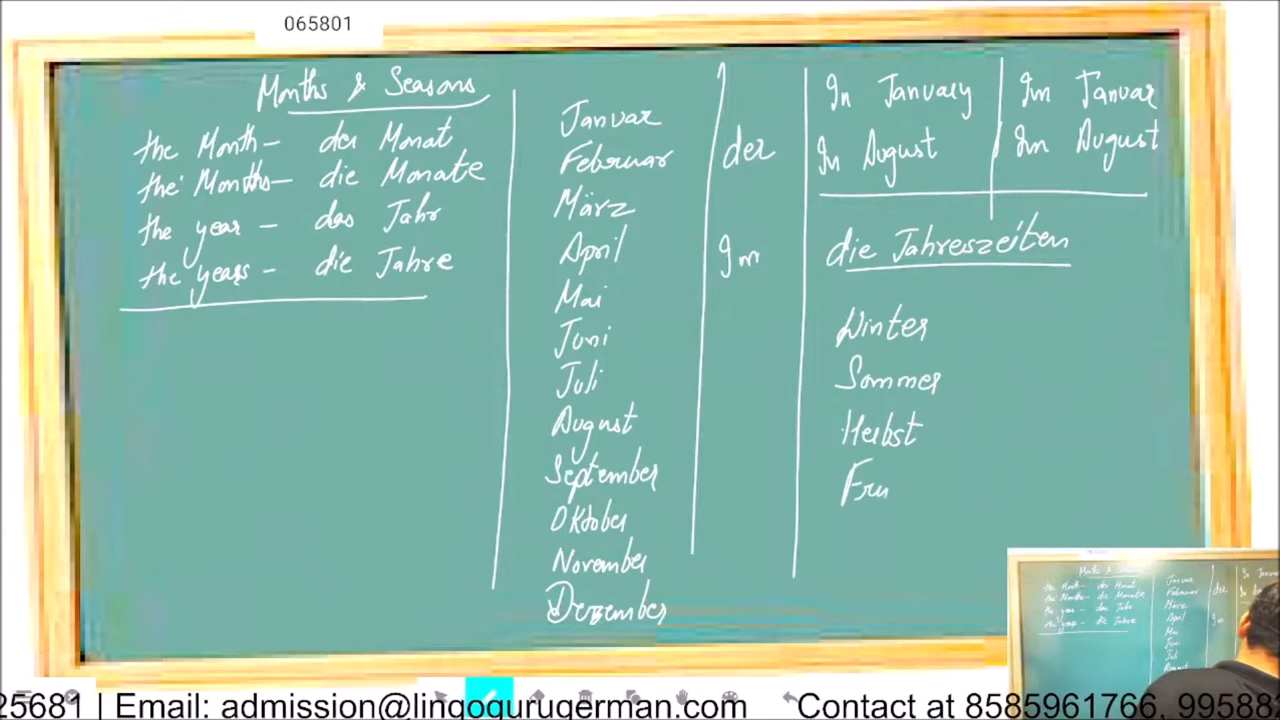 065801
Months & Seasons
the Month - der Monat
the Months - die Monate
the year - das Jahr
the years - die Jahre
Januar
Februar
März
April
Mai
Juni
Juli
August
September
Oktober
November
Dezember
der
Im
In January
In August
Im Januar
Im August
die Jahreszeiten
Winter
Sommer
Herbst
Fru
25681 | Email: admission@lingogurugerman.com
Contact at 8585961766, 99588